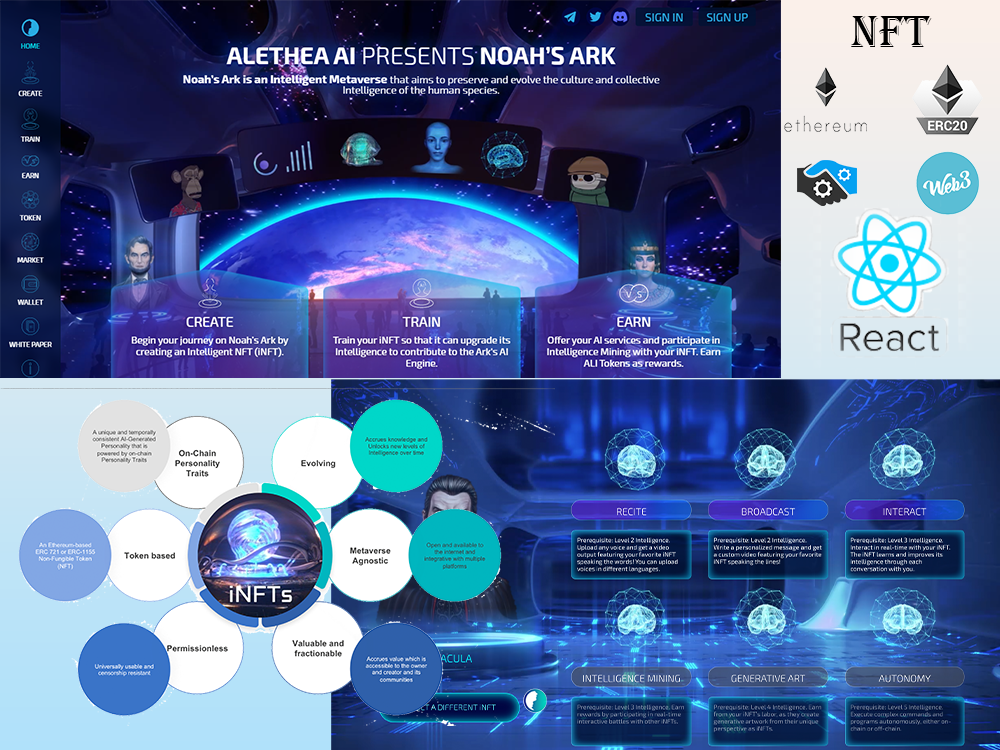 HOME
CREATE
TRAIN
EARN
TOKEN
MARKET
WALLET
WHITE PAPER
SIGN IN
SIGN UP
ALETHEA AI PRESENTS NOAH'S ARK
Noah's Ark is an Intelligent Metaverse that aims to preserve and evolve the culture and collective
Intelligence of the human species.
CREATE
Begin your journey on Noah's Ark by
creating an Intelligent NFT (iNFT).
TRAIN
Train your iNFT so that it can upgrade its
Intelligence to contribute to the Ark's AI
Engine.
V S
EARN
Offer your AI services and participate in
Intelligence Mining with your iNFT. Earn
ALI Tokens as rewards.
NFT
ethereum
ERC20
Web3
React
A unique and temporally
consistent AI-Generated
Personality that is
powered by on-chain
Personality Traits
On-Chain
Personality
Traits
Evolving
Accrues knowledge and
Unlocks new levels of
Intelligence over time
An Ethereum-based
ERC 721 or ERC-1155
Non-Fungible Token
(NFT)
Token based
iNFTs
Metaverse
Agnostic
Open and available to
the internet and
integrative with multiple
platforms
Universally usable and
censorship resistant
Permissionless
Valuable and
fractionable
Accrues value which is
accessible to the owner
and creator and its
communities
ACULA
ET A DIFFERENT iNFT
RECITE
Prerequisite: Level 2 Intelligence.
Upload any voice and get a video
output featuring your favorite iNFT
speaking the words! You can upload
voices in different languages.
BROADCAST
Prerequisite: Level 2 Intelligence.
Write a personalized message and get
a custom video featuring your favorite
iNFT speaking the lines!
INTERACT
Prerequisite: Level 3 Intelligence.
Interact in real-time with your iNFT.
The iNFT learns and improves its
intelligence through each
conversation with you.
INTELLIGENCE MINING
Prerequisite: Level 3 Intelligence. Earn
rewards by participating in real-time
interactive battles with other iNFTs.
GENERATIVE ART
Prerequisite: Level 4 Intelligence. Earn
from your iNFT's labor, as they create
generative artwork from their unique
perspective as iNFTs.
AUTONOMY
Prerequisite: Level 5 Intelligence.
Execute complex commands and
programs autonomously, either on-
chain or off-chain.